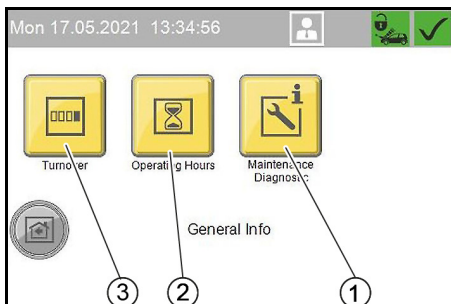 Mon 17.05.2021 13:34:56
Turnover
Operating Hours
Maintenance
Diagnostic
General Info
3
2
1